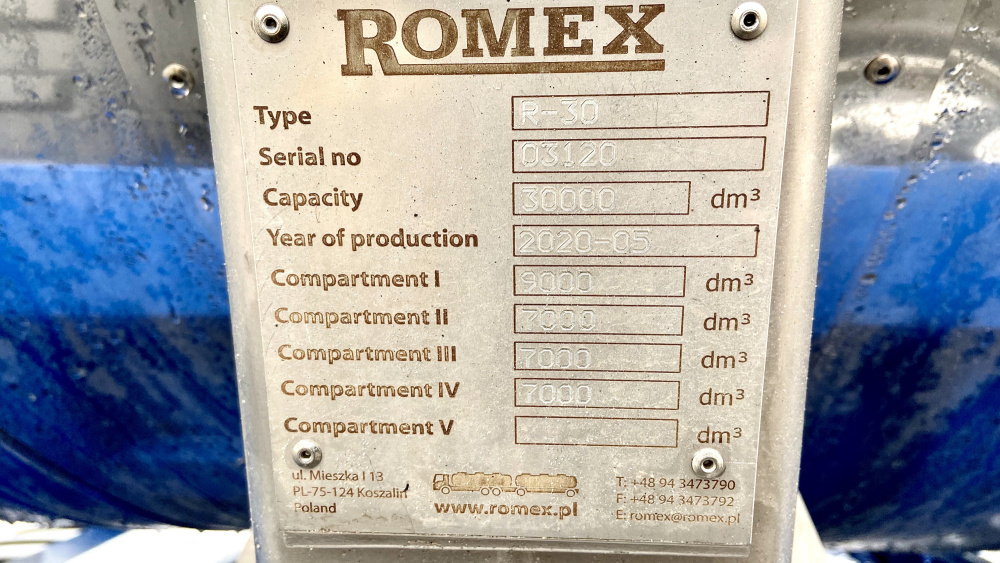 ROMEX
Type R-30
Serial no 03120
Capacity 30000 dm³
Year of production 2020-05
Compartment I 9000 dm³
Compartment II 7000 dm³
Compartment III 7000 dm³
Compartment IV 7000 dm³
Compartment V dm³
ul. Mieszka I 13
PL-75-124 Koszalin
Poland
www.romex.pl
T: +48 94 3473790
F: +48 94 3473792
E: romex@romex.pl